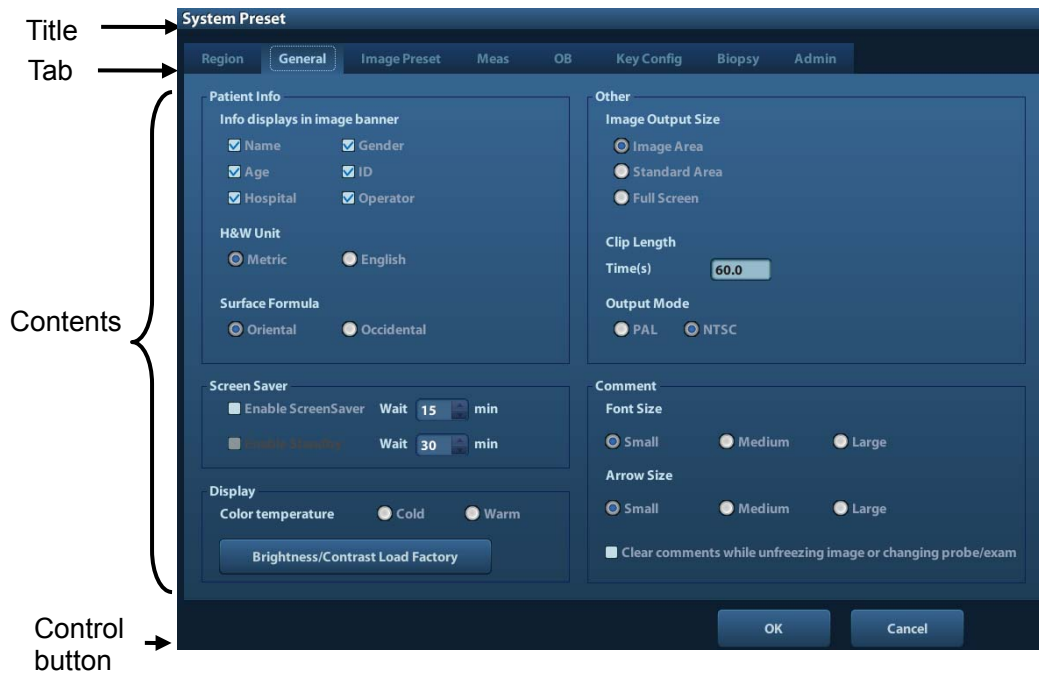 Title
System Preset
Tab
Region General Image Preset Meas OB Key Config Biopsy Admin
Contents
Patient Info
Info displays in image banner
Name Gender
Age ID
Hospital Operator
H&W Unit
Metric English
Surface Formula
Oriental Occidental
Screen Saver
Enable ScreenSaver Wait 15 min
Wait 30 min
Display
Color temperature Cold Warm
Brightness/Contrast Load Factory
Other
Image Output Size
Image Area
Standard Area
Full Screen
Clip Length
Time(s) 60.0
Output Mode
PAL NTSC
Comment
Font Size
Small Medium Large
Arrow Size
Small Medium Large
Clear comments while unfreezing image or changing probe/exam
Control
button
OK Cancel